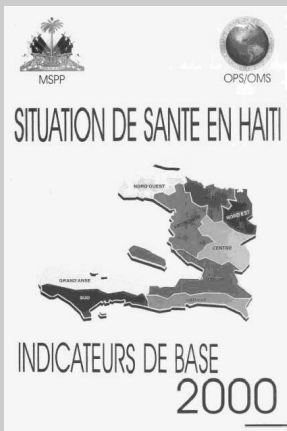 MSPP
OPS/OMS
SITUATION DE SANTE EN HAITI
NORD'OUEST
NORD'EST
CENTRE
GRAND'ANSE
SUD
INDICATEURS DE BASE
2000